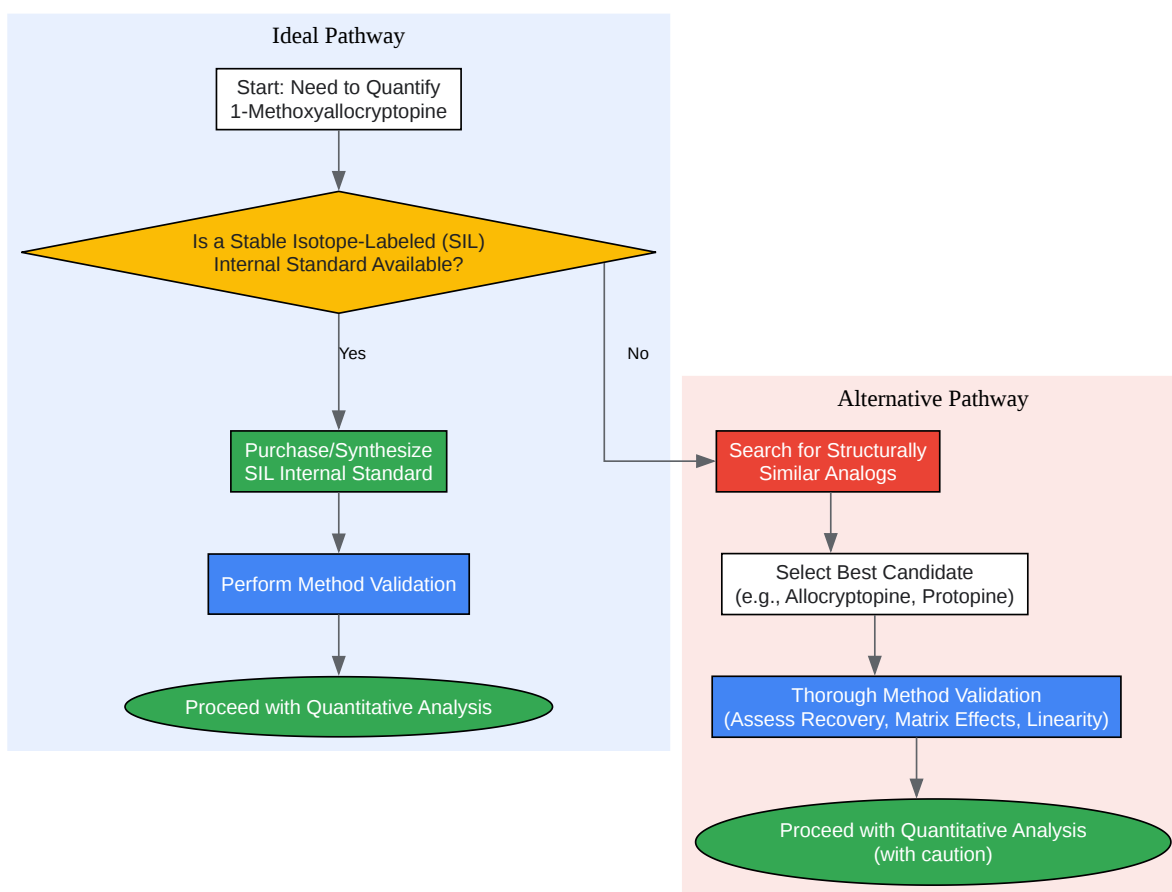 Ideal Pathway
Start: Need to Quantify
1-Methoxyallocryptopine
Is a Stable Isotope-Labeled (SIL)
Internal Standard Available?
Yes
No
Purchase/Synthesize
SIL Internal Standard
Perform Method Validation
Proceed with Quantitative Analysis
Alternative Pathway
Search for Structurally
Similar Analogs
Select Best Candidate
(e.g., Allocryptopine, Protopine)
Thorough Method Validation
(Assess Recovery, Matrix Effects, Linearity)
Proceed with Quantitative Analysis
(with caution)